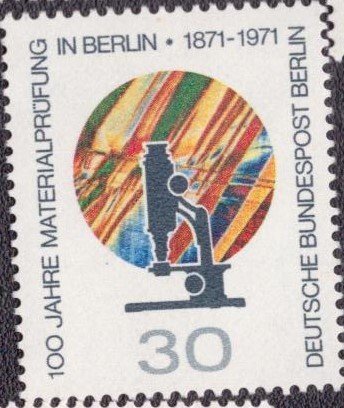 100 JAHRE MATERIALPRÜFUNG
IN BERLIN • 1871-1971
DEUTSCHE BUNDESPOST BERLIN
30